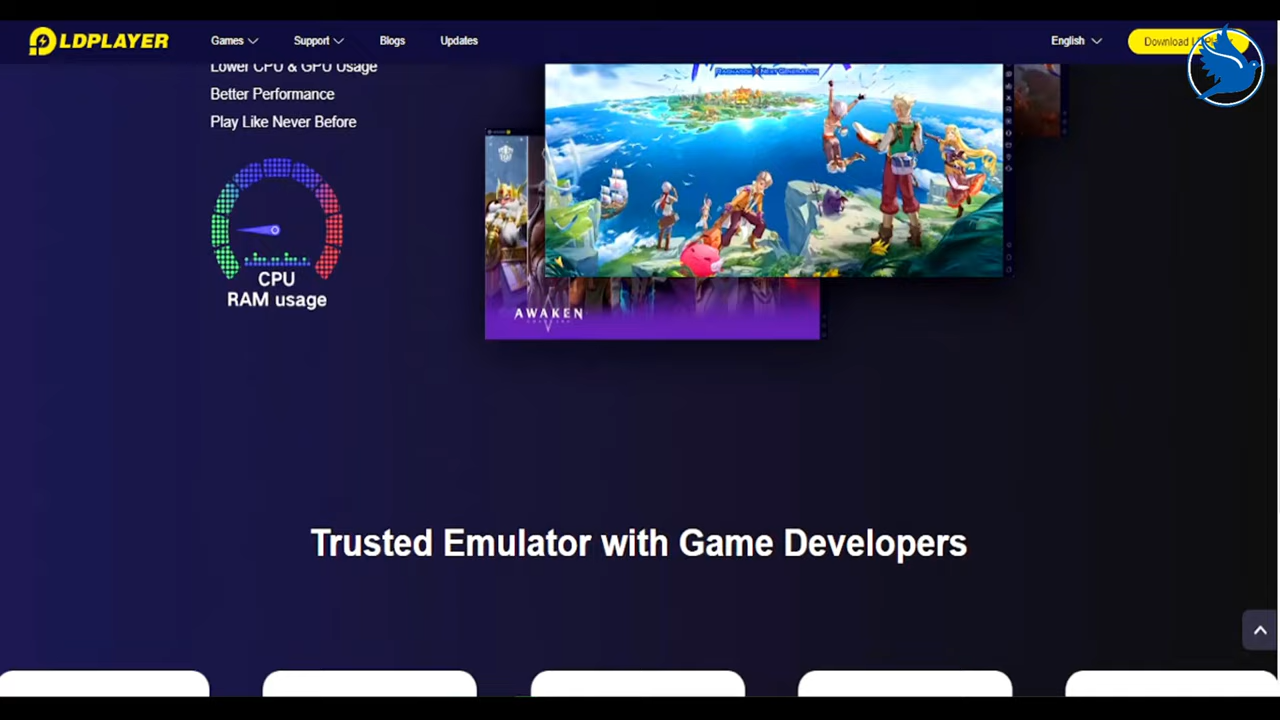 LDPLAYER
Games
Support
Blogs
Updates
English
Lower CPU & GPU Usage
Better Performance
Play Like Never Before
CPU
RAM usage
AWAKEN
Trusted Emulator with Game Developers